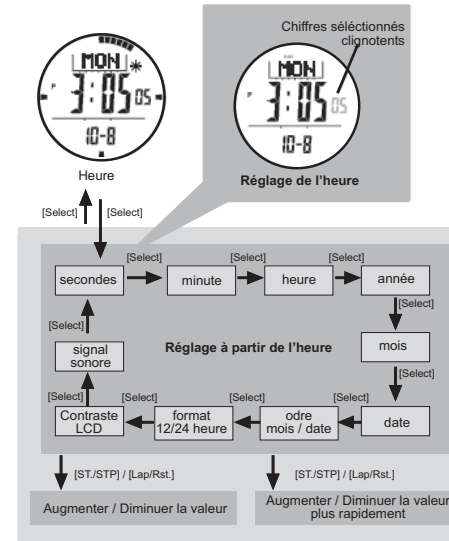 Chiffres séléctionnés
clignotents
MON
P
3:05 05
10-8
MON
P
3:05 05
10-8
Heure
Réglage de l'heure
[Select]
[Select]
[Select]
[Select]
[Select]
secondes
minute
heure
année
[Select]
[Select]
signal
sonore
Réglage à partir de l'heure
mois
[Select]
[Select]
[Select]
[Select]
[Select]
Contraste
LCD
format
12/24 heure
odre
mois / date
date
[ST./STP] / [Lap/Rst.]
[ST./STP] / [Lap/Rst.]
Augmenter / Diminuer la valeur
Augmenter / Diminuer la valeur
plus rapidement